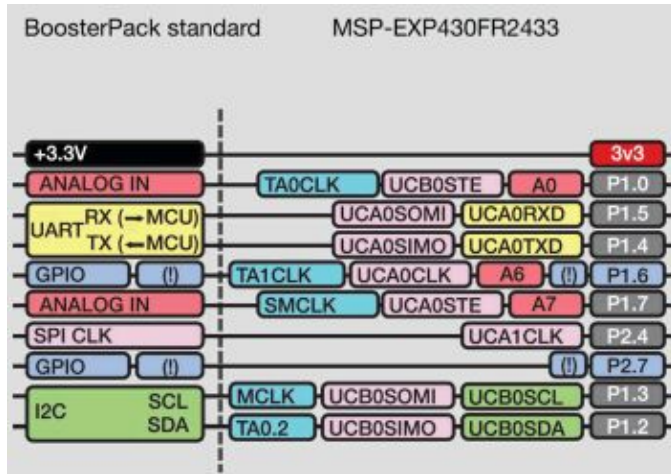 BoosterPack standard MSP-EXP430FR2433
+3.3V 3v3
ANALOG IN TA0CLK UCB0STE A0 P1.0
UART RX (→MCU) UCA0SOMI UCA0RXD P1.5
TX (←MCU) UCA0SIMO UCA0TXD P1.4
GPIO (!) TA1CLK UCA0CLK A6 (!) P1.6
ANALOG IN SMCLK UCA0STE A7 P1.7
SPI CLK UCA1CLK P2.4
GPIO (!) (!) P2.7
I2C SCL MCLK UCB0SOMI UCB0SCL P1.3
SDA TA0.2 UCB0SIMO UCB0SDA P1.2